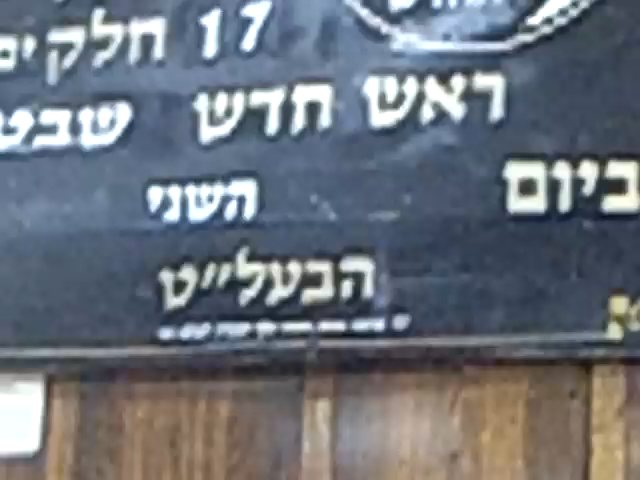 17 חלקים
ראש חדש שבט
ביום השני
הבעל״ט